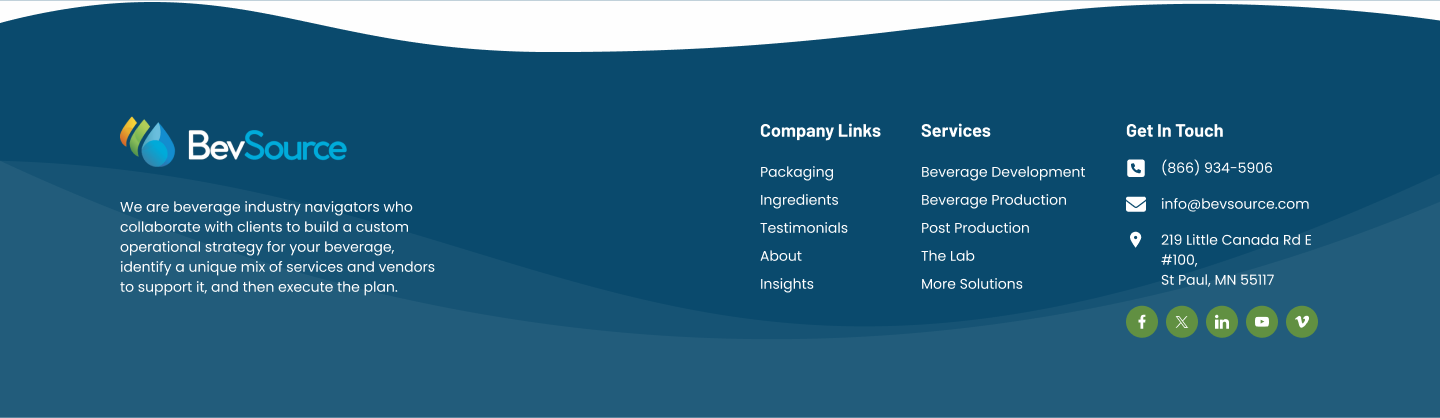 BevSource
We are beverage industry navigators who
collaborate with clients to build a custom
operational strategy for your beverage,
identify a unique mix of services and vendors
to support it, and then execute the plan.
Company Links
Packaging
Ingredients
Testimonials
About
Insights
Services
Beverage Development
Beverage Production
Post Production
The Lab
More Solutions
Get In Touch
(866) 934-5906
info@bevsource.com
219 Little Canada Rd E
#100,
St Paul, MN 55117